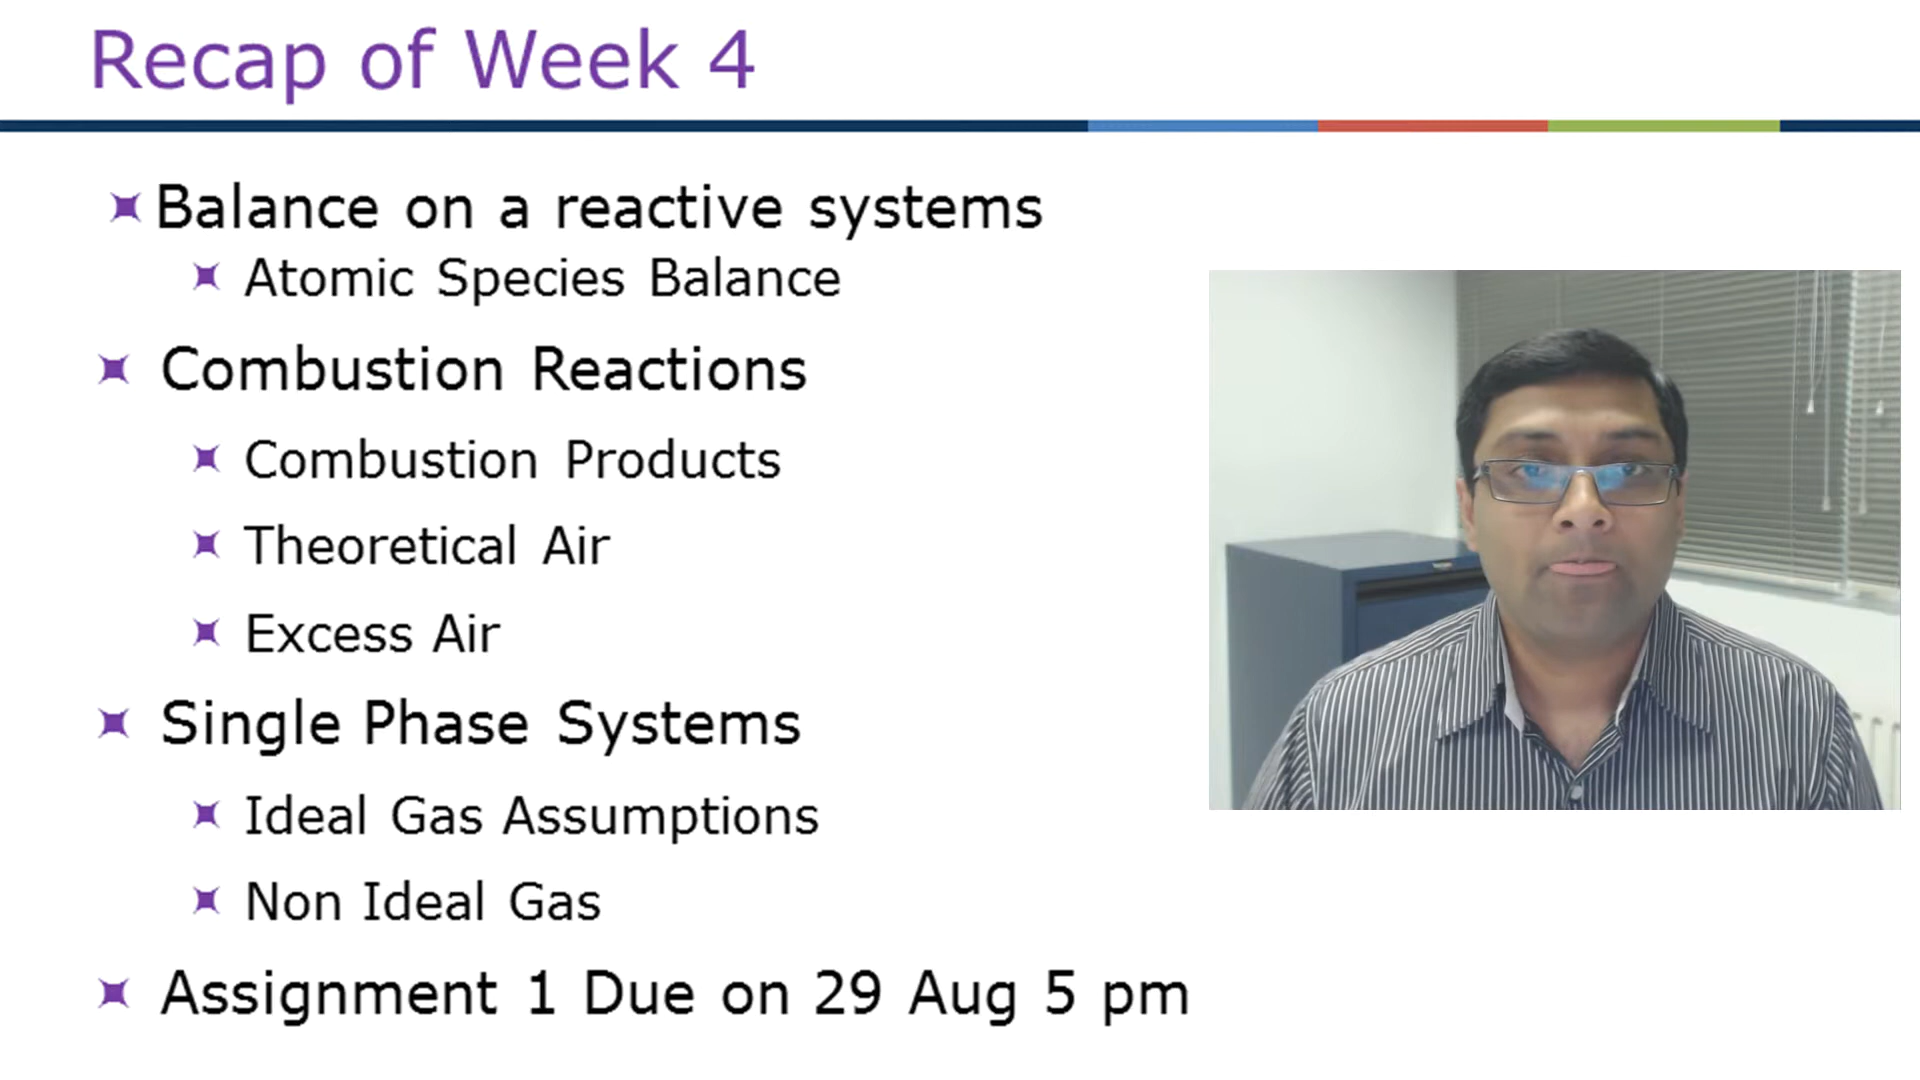 Recap of Week 4
Balance on a reactive systems
Atomic Species Balance
Combustion Reactions
Combustion Products
Theoretical Air
Excess Air
Single Phase Systems
Ideal Gas Assumptions
Non Ideal Gas
Assignment 1 Due on 29 Aug 5 pm